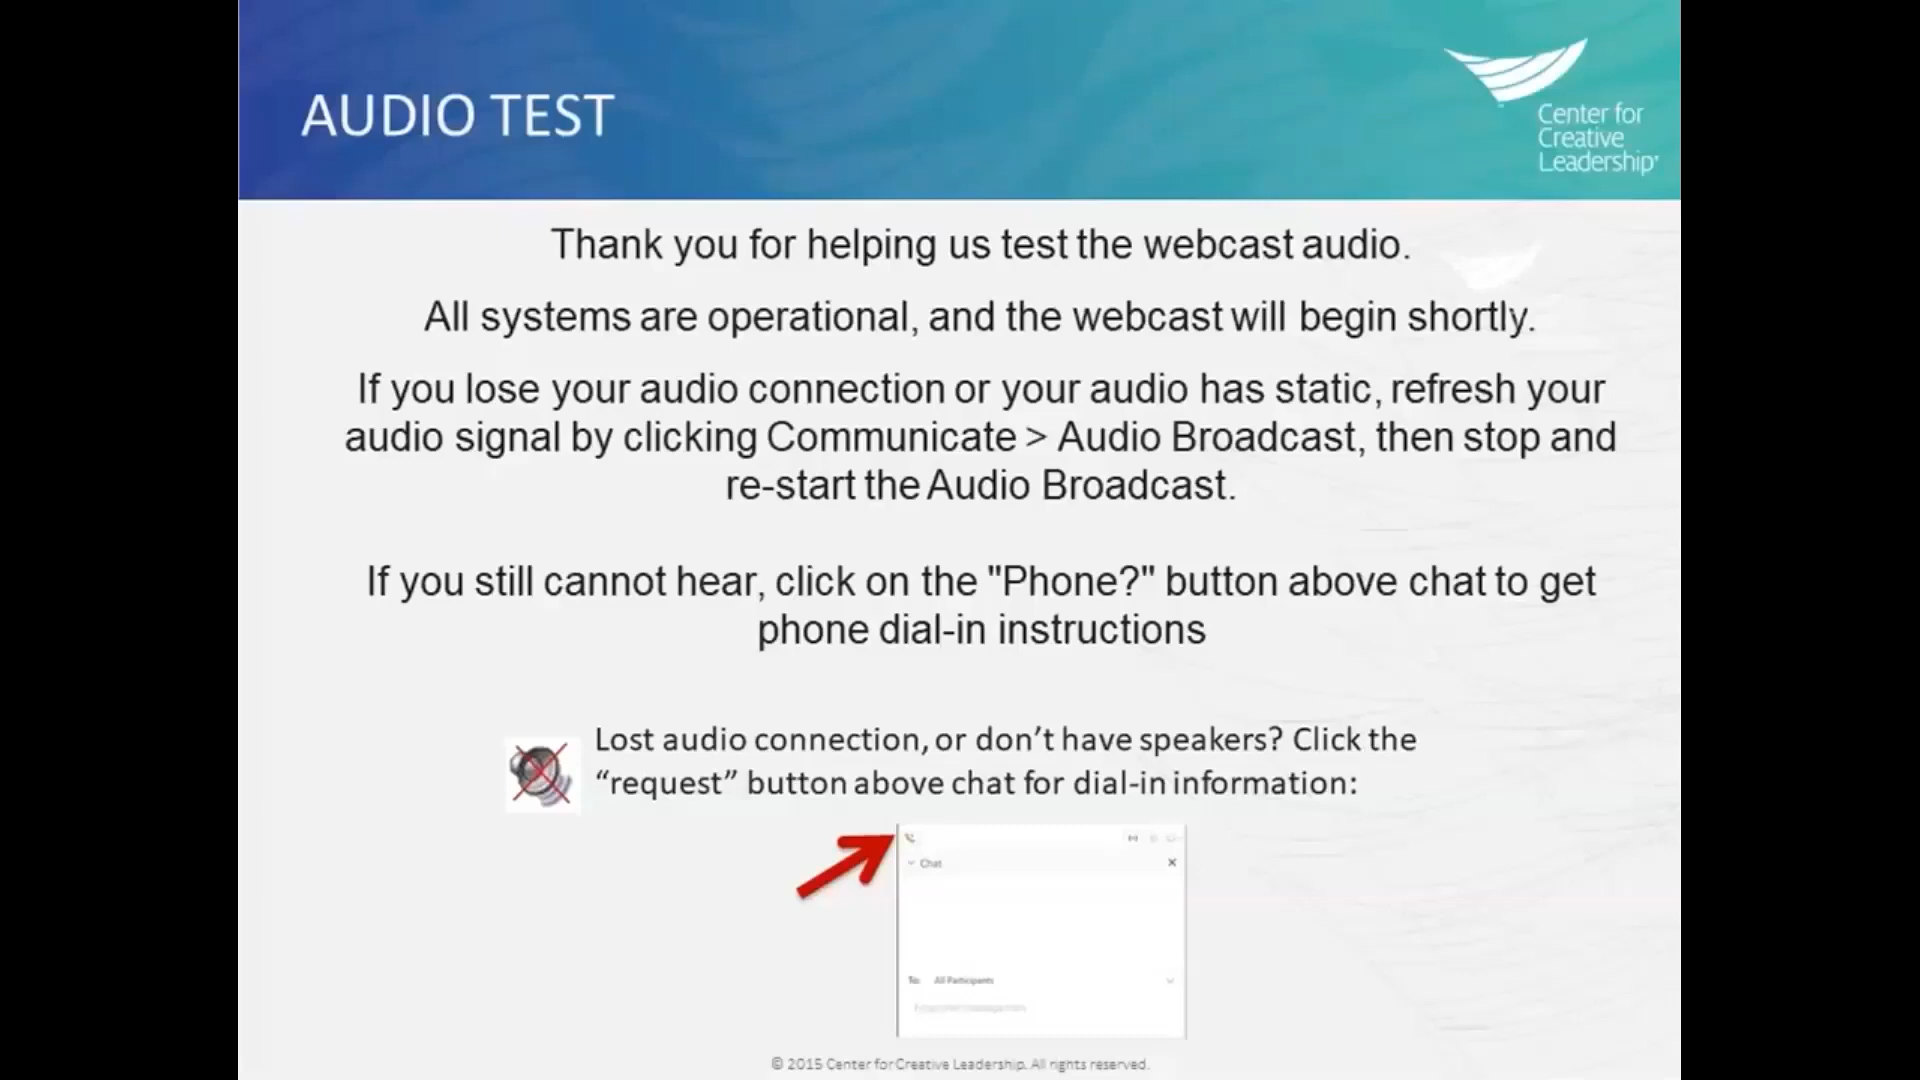 AUDIO TEST
Center for
Creative
Leadership
Thank you for helping us test the webcast audio.
All systems are operational, and the webcast will begin shortly.
If you lose your audio connection or your audio has static, refresh your
audio signal by clicking Communicate > Audio Broadcast, then stop and
re-start the Audio Broadcast.
If you still cannot hear, click on the "Phone?" button above chat to get
phone dial-in instructions
Lost audio connection, or don’t have speakers? Click the
“request” button above chat for dial-in information:
Chat
To: All Participants
© 2015 Center for Creative Leadership. All rights reserved.